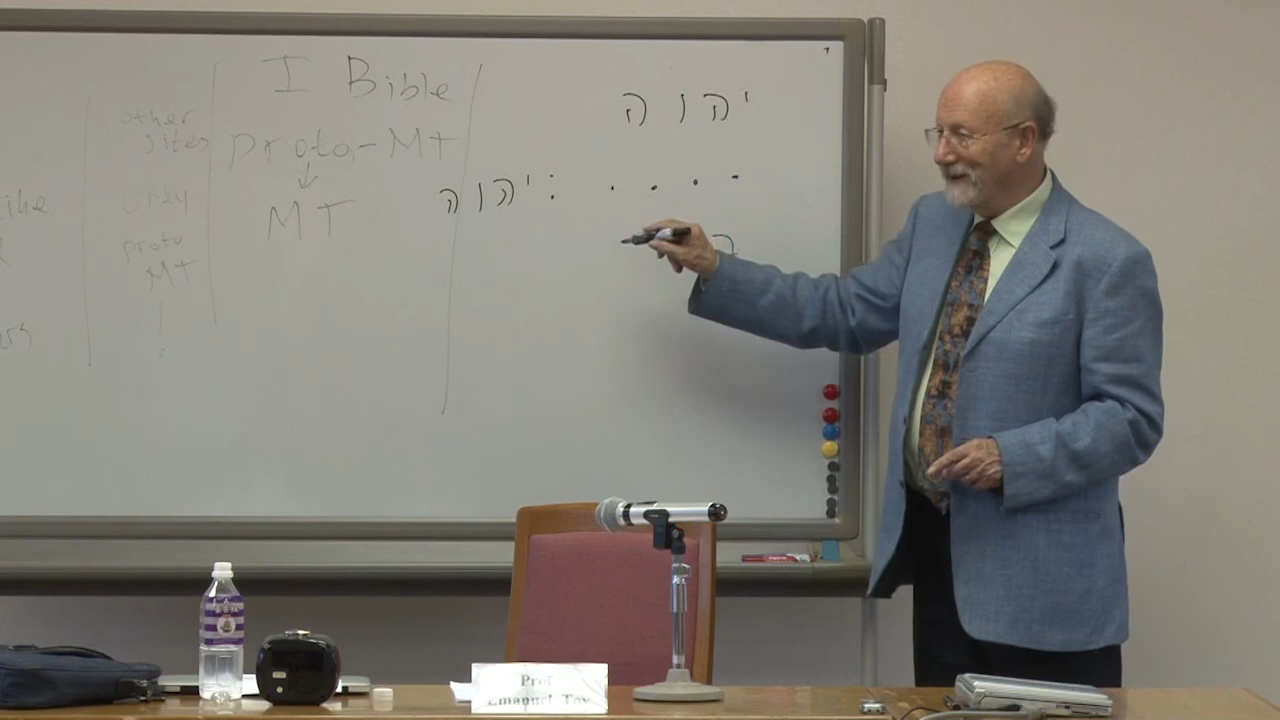 I Bible
proto-MT
↓
MT
other
sites
proto
MT
יהוה
יהוה : . . . .
Prof
Emanuel Tov